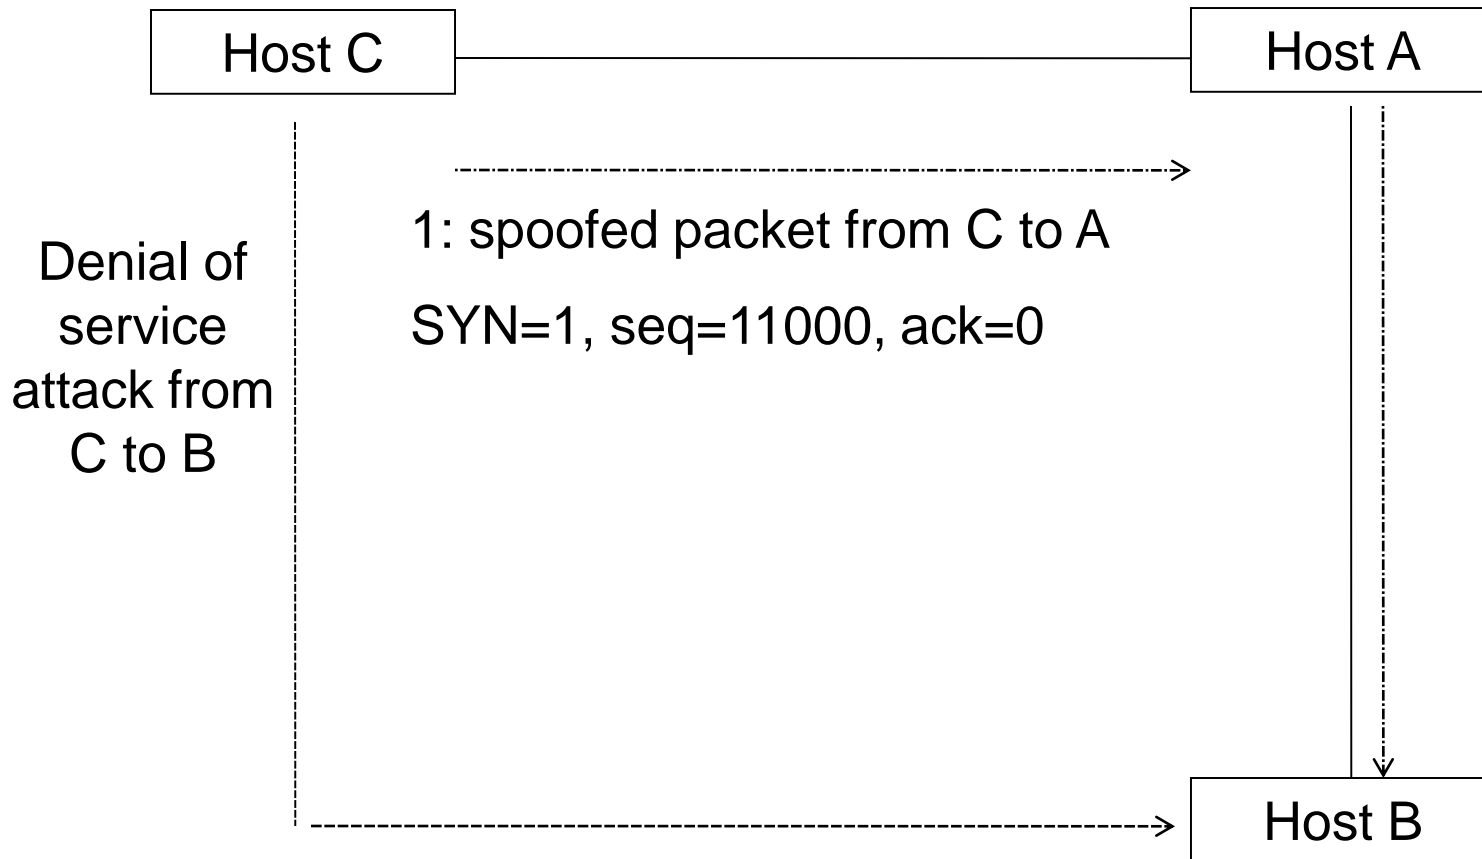 Host C
Host A
1: spoofed packet from C to A
SYN=1, seq=11000, ack=0
Denial of
service
attack from
C to B
Host B